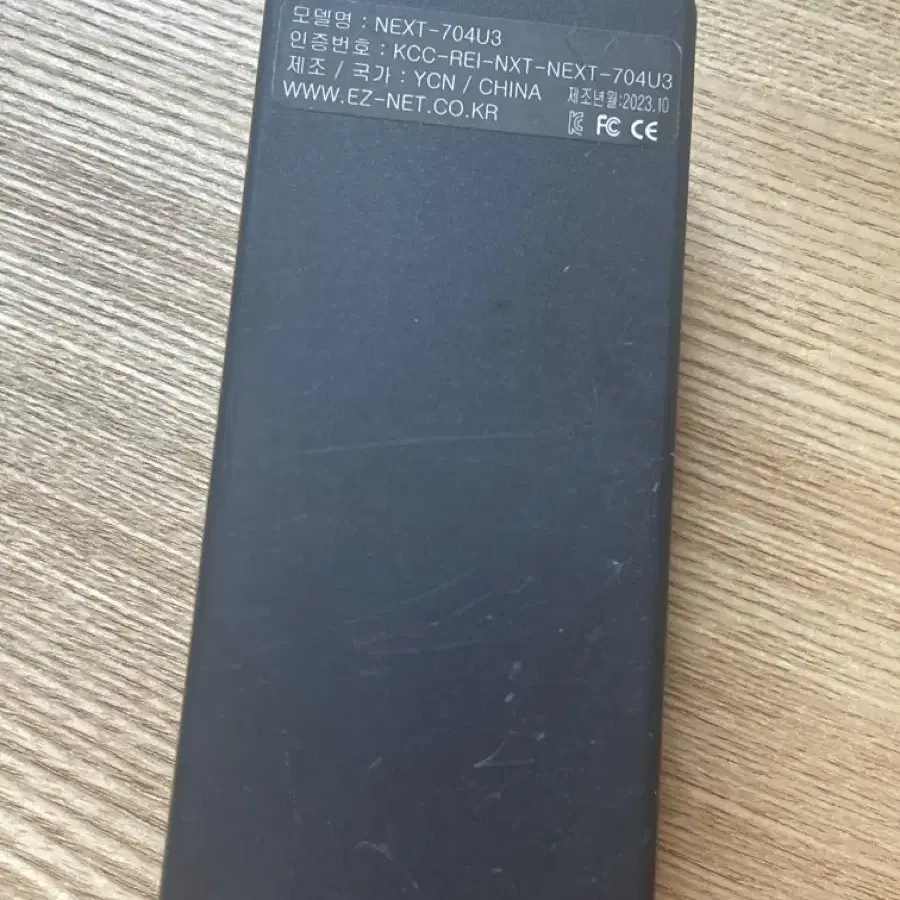 모델명 : NEXT-704U3
인증번호 : KCC-REI-NXT-NEXT-704U3
제조 / 국가 : YCN / CHINA 제조년월:2023.10
WWW.EZ-NET.CO.KR
FC CE